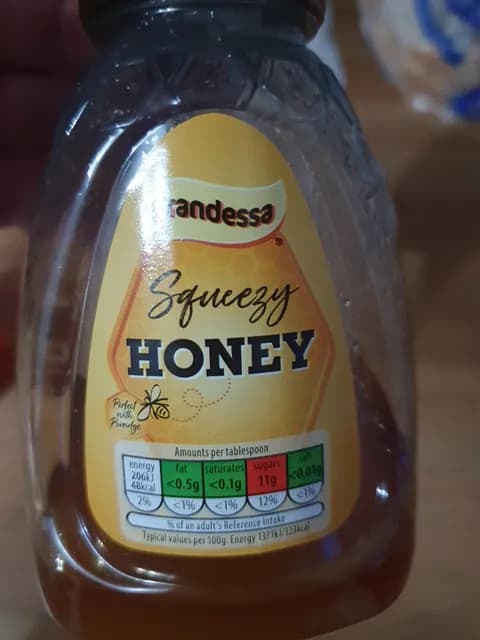 randessa
Squeezy
HONEY
Perfect
with
Porridge
Amounts per tablespoon
energy 206kJ 48kcal 2%
fat <0.5g <1%
saturates <0.1g <1%
sugars 11g 12%
salt <0.01g <1%
% of an adult's Reference Intake
Typical values per 100g: Energy 1371kJ/323kcal